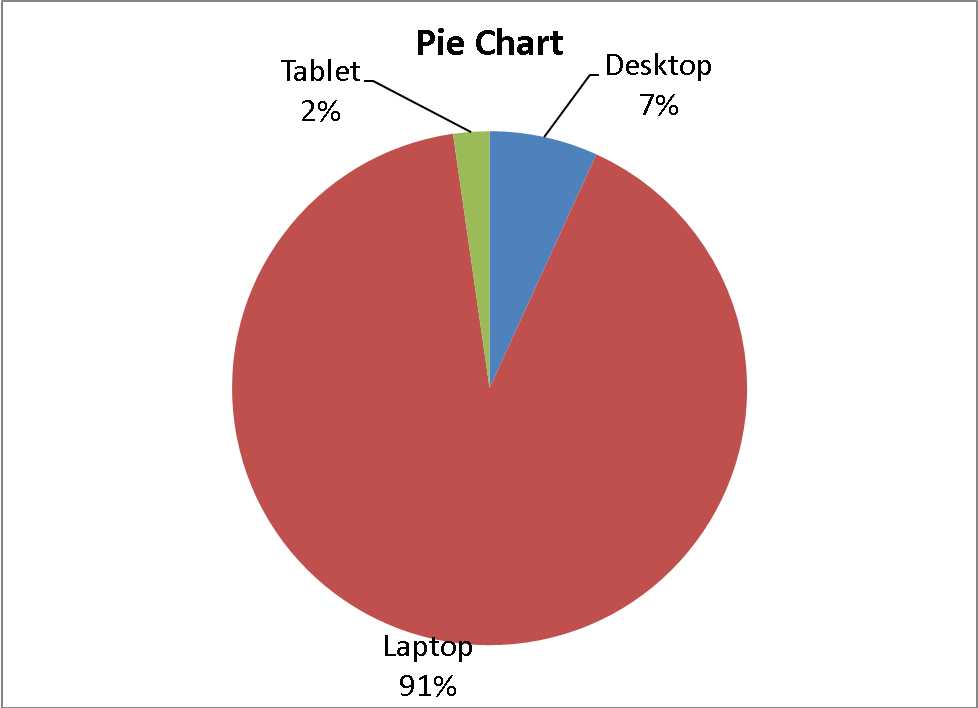 Pie Chart
Tablet
2%
Desktop
7%
Laptop
91%